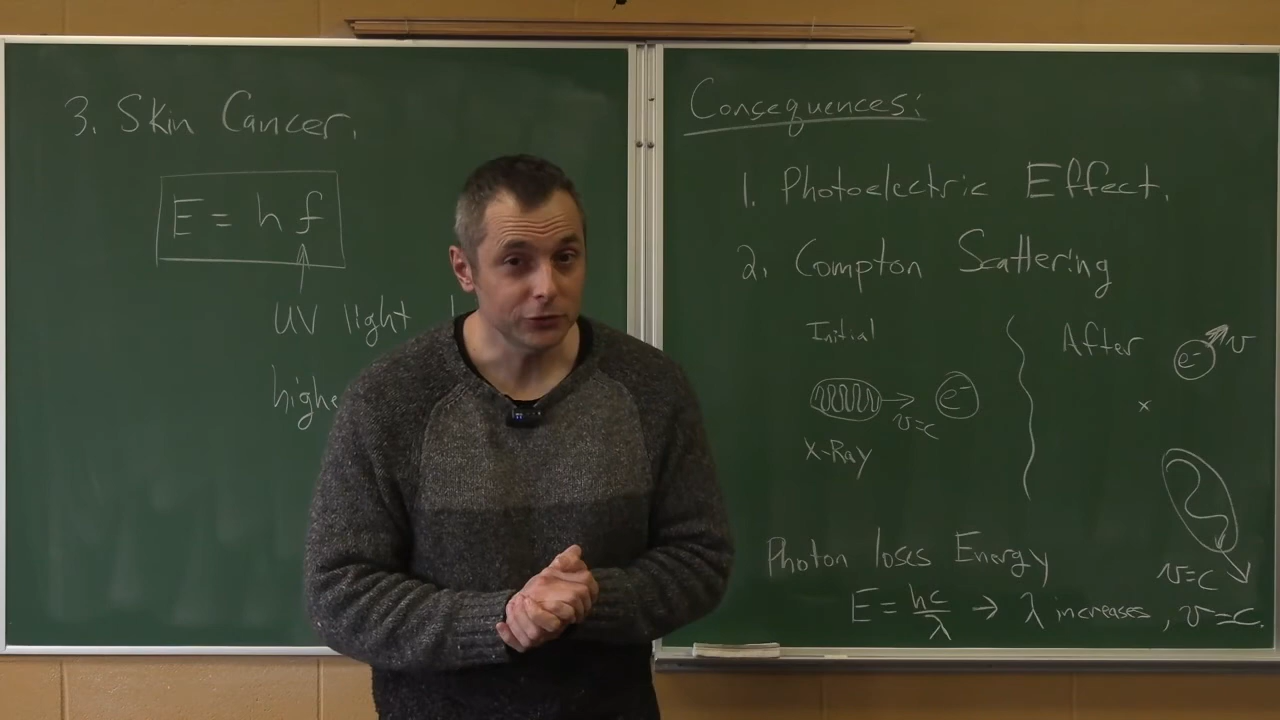 3. Skin Cancer.
E = h f
UV light
Consequences:
1. Photoelectric Effect.
2. Compton Scattering
Initial
After
e-
v
e-
v=c
x
X-Ray
Photon loses Energy
v=c
E = hc/λ → λ increases, v=c.